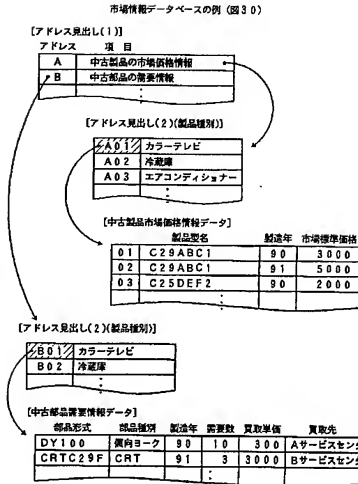 市場情報データベースの例 (図30)
[アドレス見出し(1)]
アドレス 項 目
A 中古製品の市場価格情報
B 中古部品の需要情報
[アドレス見出し(2)(製品種別)]
A01 カラーテレビ
A02 冷蔵庫
A03 エアコンディショナー
[中古製品市場価格情報データ]
製品型名 製造年 市場標準価格
01 C29ABC1 90 3000
02 C29ABC1 91 5000
03 C25DEF2 90 2000
[アドレス見出し(2)(製品種別)]
B01 カラーテレビ
B02 冷蔵庫
[中古部品需要情報データ]
部品形式 部品種別 製造年 需要数 買取単価 買取先
DY100 偏向ヨーク 90 10 300 Aサービスセンタ
CRTC29F CRT 91 3 3000 Bサービスセンタ